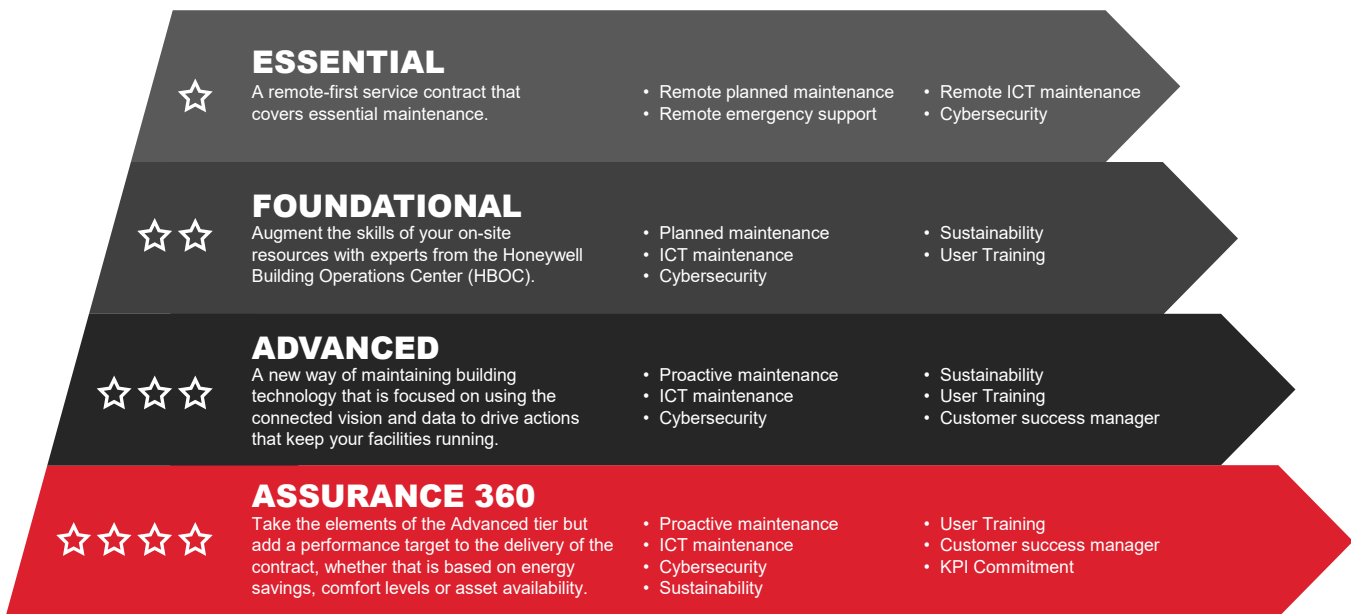 ESSENTIAL
A remote-first service contract that
covers essential maintenance.
• Remote planned maintenance
• Remote emergency support
• Remote ICT maintenance
• Cybersecurity
FOUNDATIONAL
Augment the skills of your on-site
resources with experts from the Honeywell
Building Operations Center (HBOC).
• Planned maintenance
• ICT maintenance
• Cybersecurity
• Sustainability
• User Training
ADVANCED
A new way of maintaining building
technology that is focused on using the
connected vision and data to drive actions
that keep your facilities running.
• Proactive maintenance
• ICT maintenance
• Cybersecurity
• Sustainability
• User Training
• Customer success manager
ASSURANCE 360
Take the elements of the Advanced tier but
add a performance target to the delivery of the
contract, whether that is based on energy
savings, comfort levels or asset availability.
• Proactive maintenance
• ICT maintenance
• Cybersecurity
• Sustainability
• User Training
• Customer success manager
• KPI Commitment